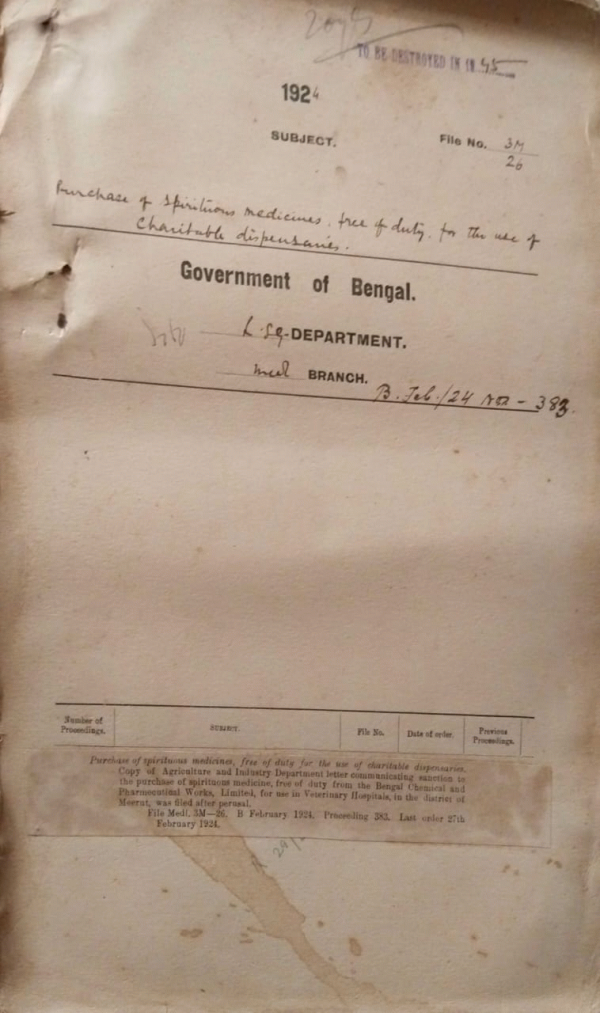 TO BE DESTROYED IN 19 45
1924
SUBJECT.
File No. 3M
26
Purchase of spirituous medicines, free of duty, for the use of
Charitable dispensaries.
Government of Bengal.
L. S.G. DEPARTMENT.
Medl BRANCH.
B. Feb./24 Nos - 383.
Number of Proceedings.
SUBJECT.
File No.
Date of order.
Previous Proceedings.
Purchase of spirituous medicines, free of duty for the use of charitable dispensaries.
Copy of Agriculture and Industry Department letter communicating sanction to
the purchase of spirituous medicine, free of duty from the Bengal Chemical and
Pharmaceutical Works, Limited, for use in Veterinary Hospitals, in the district of
Meerut, was filed after perusal.
File Medl. 3M—26. B February 1924. Proceeding 383. Last order 27th
February 1924.